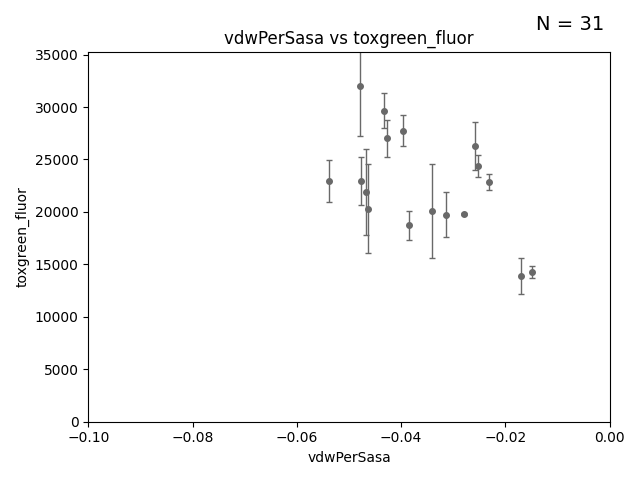 N = 31
vdwPerSasa vs toxgreen_fluor
35000
30000
25000
20000
15000
10000
5000
0
toxgreen_fluor
−0.10 −0.08 −0.06 −0.04 −0.02 0.00
vdwPerSasa